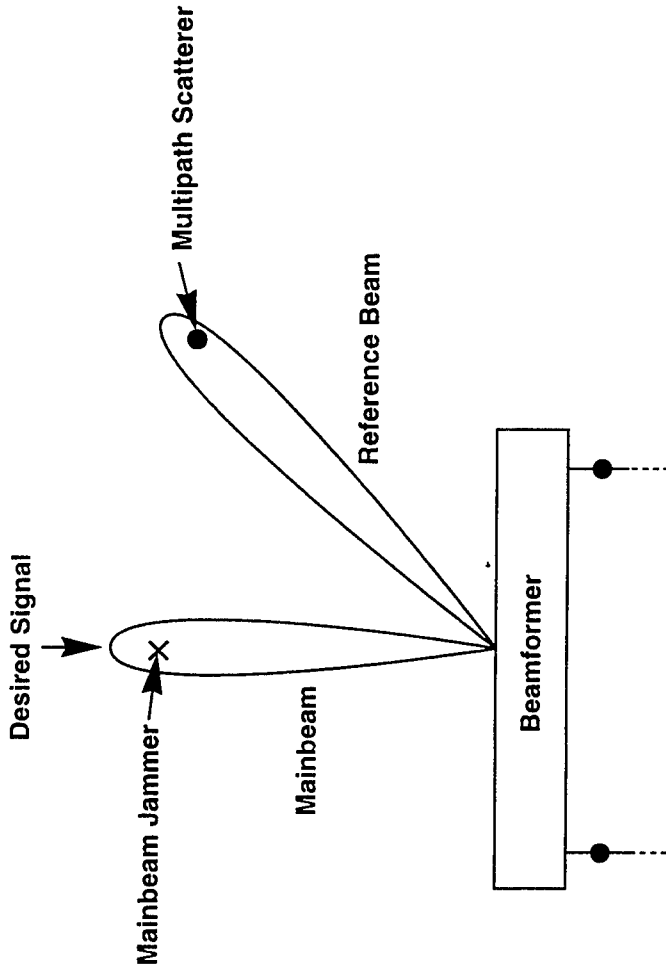 Desired Signal
Mainbeam Jammer
Multipath Scatterer
Mainbeam
Reference Beam
Beamformer